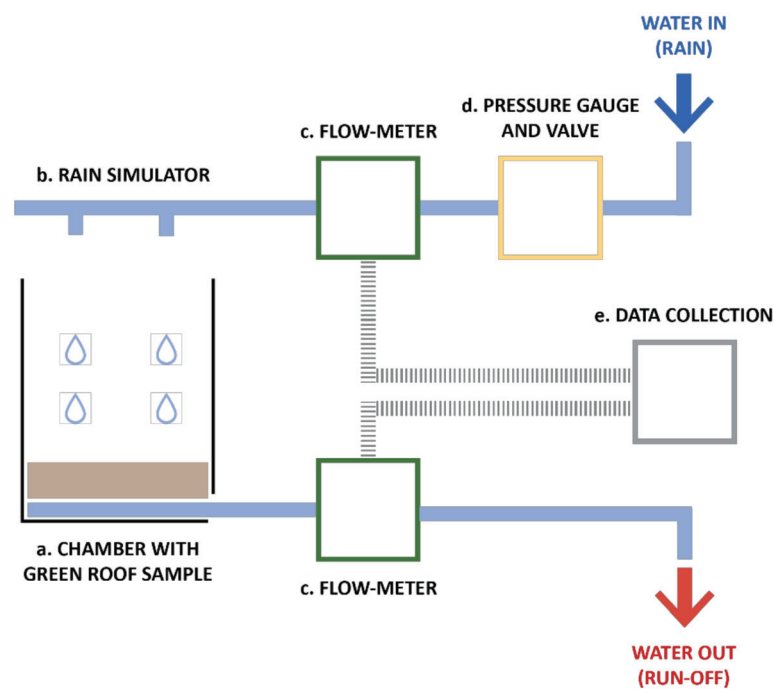 WATER IN
(RAIN)
d. PRESSURE GAUGE
AND VALVE
c. FLOW-METER
b. RAIN SIMULATOR
e. DATA COLLECTION
a. CHAMBER WITH
GREEN ROOF SAMPLE
c. FLOW-METER
WATER OUT
(RUN-OFF)